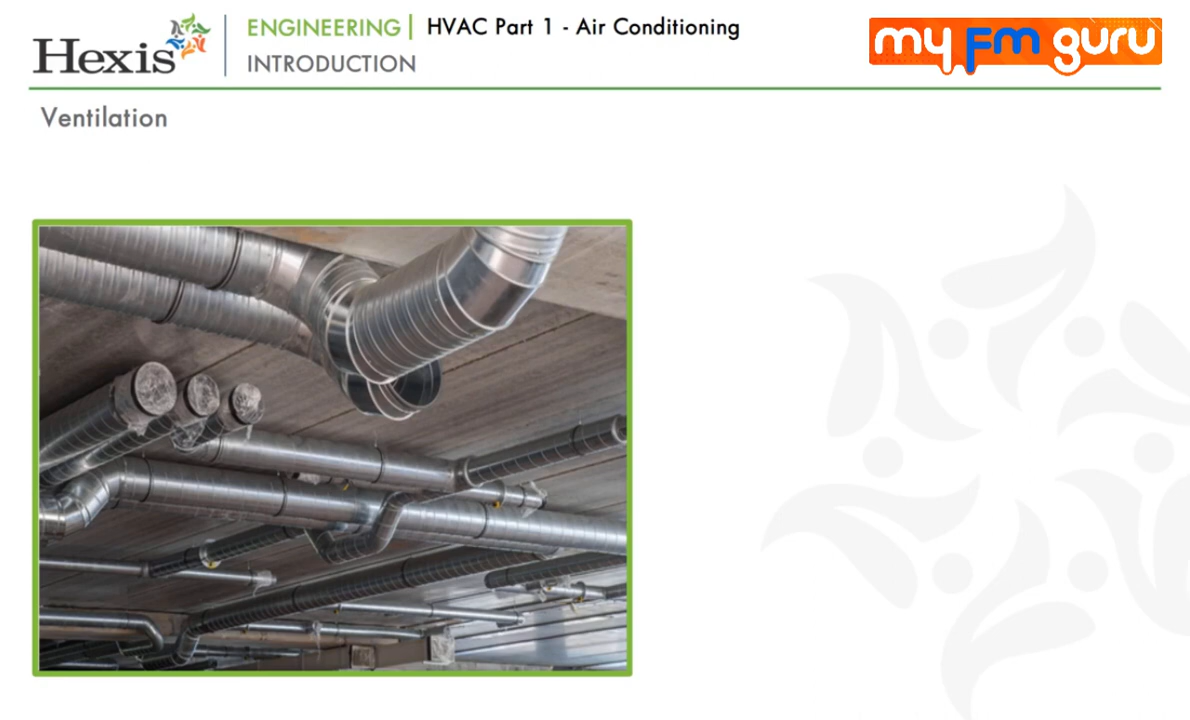 Hexis
ENGINEERING | HVAC Part 1 - Air Conditioning
INTRODUCTION
my fm guru
Ventilation